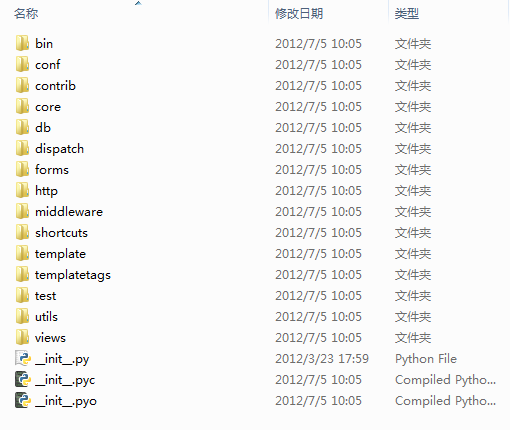 名称 修改日期 类型
bin 2012/7/5 10:05 文件夹
conf 2012/7/5 10:05 文件夹
contrib 2012/7/5 10:05 文件夹
core 2012/7/5 10:05 文件夹
db 2012/7/5 10:05 文件夹
dispatch 2012/7/5 10:05 文件夹
forms 2012/7/5 10:05 文件夹
http 2012/7/5 10:05 文件夹
middleware 2012/7/5 10:05 文件夹
shortcuts 2012/7/5 10:05 文件夹
template 2012/7/5 10:05 文件夹
templatetags 2012/7/5 10:05 文件夹
test 2012/7/5 10:05 文件夹
utils 2012/7/5 10:05 文件夹
views 2012/7/5 10:05 文件夹
__init__.py 2012/3/23 17:59 Python File
__init__.pyc 2012/7/5 10:05 Compiled Pytho...
__init__.pyo 2012/7/5 10:05 Compiled Pytho...